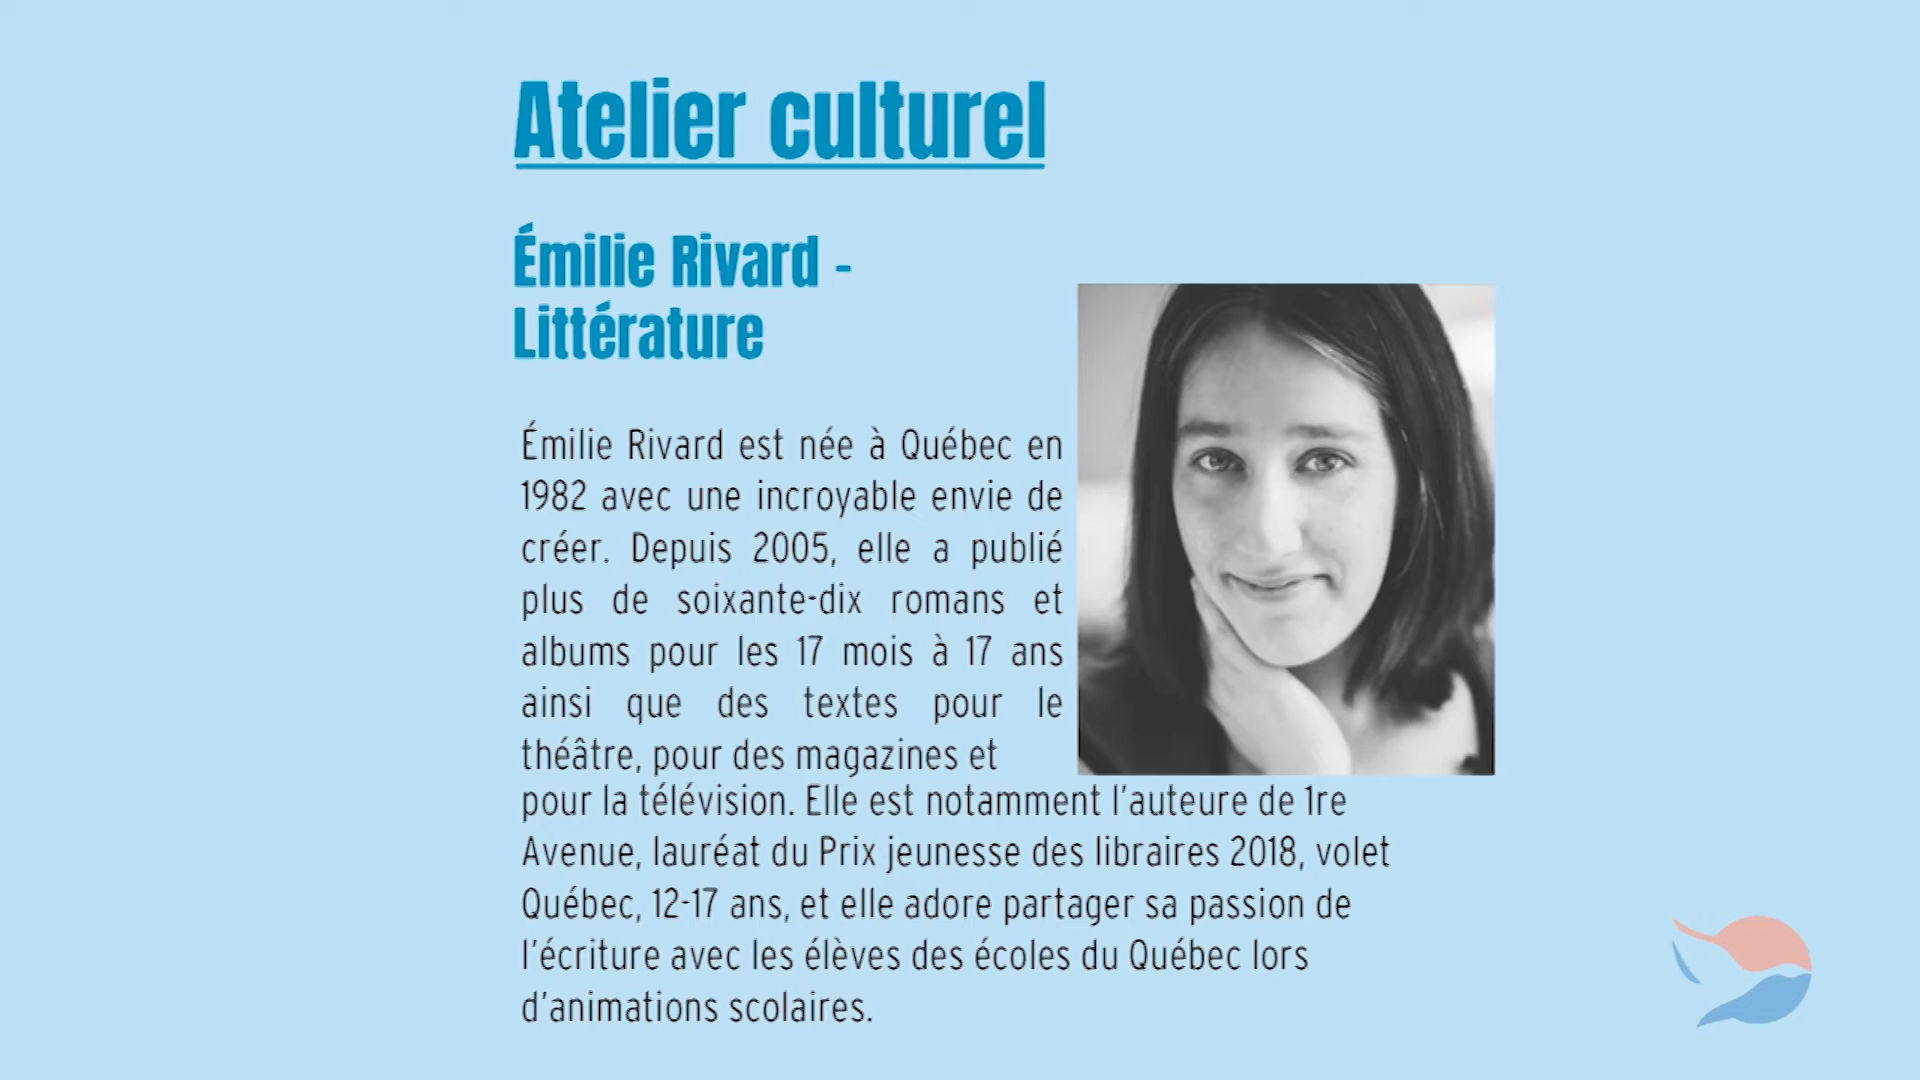 Atelier culturel
Émilie Rivard -
Littérature
Émilie Rivard est née à Québec en
1982 avec une incroyable envie de
créer. Depuis 2005, elle a publié
plus de soixante-dix romans et
albums pour les 17 mois à 17 ans
ainsi que des textes pour le
théâtre, pour des magazines et
pour la télévision. Elle est notamment l'auteure de 1re
Avenue, lauréat du Prix jeunesse des libraires 2018, volet
Québec, 12-17 ans, et elle adore partager sa passion de
l'écriture avec les élèves des écoles du Québec lors
d'animations scolaires.